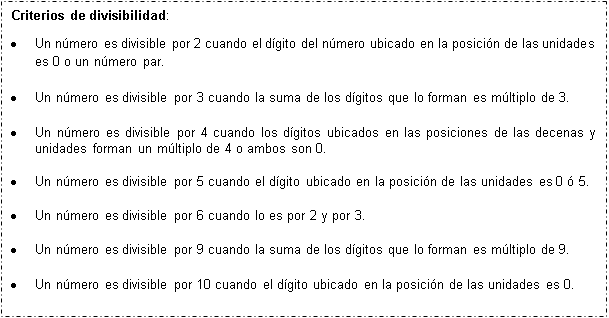 Criterios de divisibilidad:
• Un número es divisible por 2 cuando el dígito del número ubicado en la posición de las unidades
es 0 o un número par.
• Un número es divisible por 3 cuando la suma de los dígitos que lo forman es múltiplo de 3.
• Un número es divisible por 4 cuando los dígitos ubicados en las posiciones de las decenas y
unidades forman un múltiplo de 4 o ambos son 0.
• Un número es divisible por 5 cuando el dígito ubicado en la posición de las unidades es 0 ó 5.
• Un número es divisible por 6 cuando lo es por 2 y por 3.
• Un número es divisible por 9 cuando la suma de los dígitos que lo forman es múltiplo de 9.
• Un número es divisible por 10 cuando el dígito ubicado en la posición de las unidades es 0.